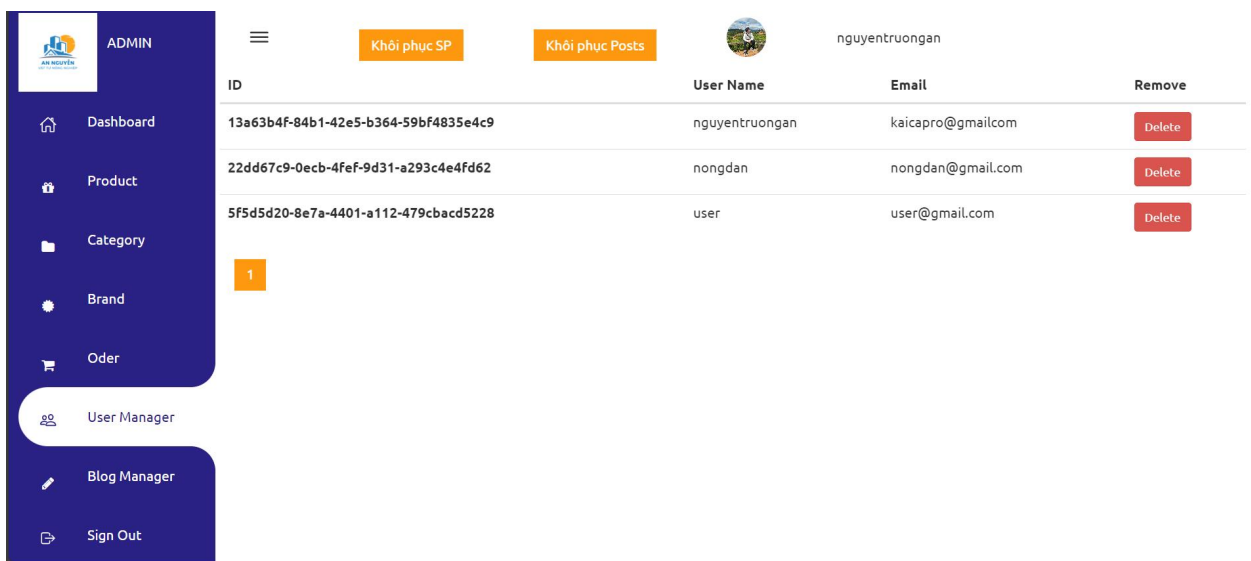 AN NGUYÊN
ADMIN
Khôi phục SP
Khôi phục Posts
nguyentruongan
ID User Name Email Remove
13a63b4f-84b1-42e5-b364-59bf4835e4c9 nguyentruongan kaicapro@gmailcom Delete
22dd67c9-0ecb-4fef-9d31-a293c4e4fd62 nongdan nongdan@gmail.com Delete
5f5d5d20-8e7a-4401-a112-479cbacd5228 user user@gmail.com Delete
1
Dashboard
Product
Category
Brand
Oder
User Manager
Blog Manager
Sign Out